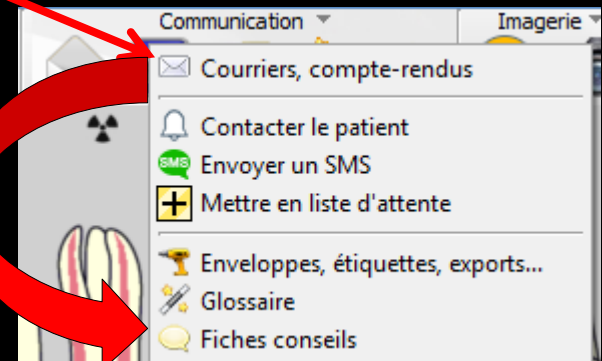 Communication
Imagerie
Courriers, compte-rendus
Contacter le patient
SMS
Envoyer un SMS
Mettre en liste d'attente
Enveloppes, étiquettes, exports...
Glossaire
Fiches conseils